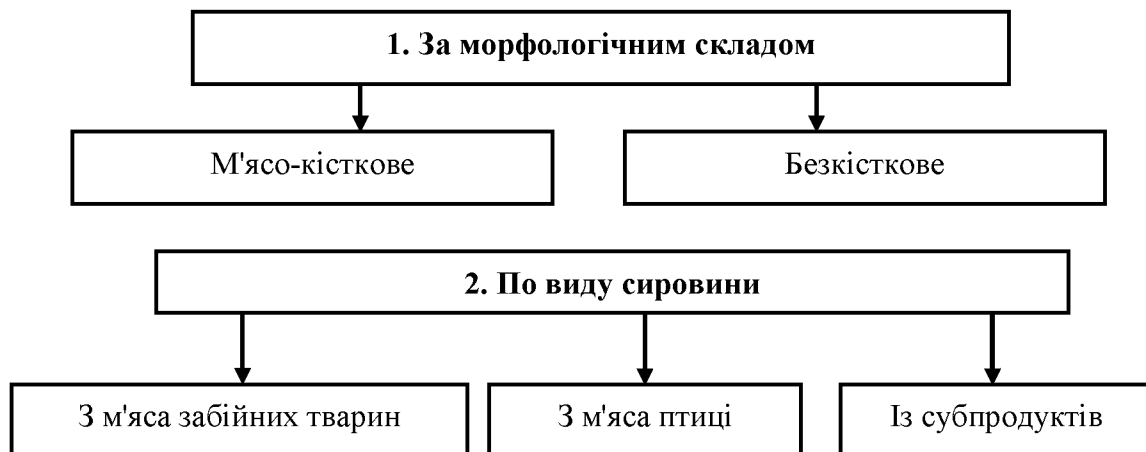 1. За морфологічним складом
М'ясо-кісткове
Безкісткове
2. По виду сировини
З м'яса забійних тварин
З м'яса птиці
Із субпродуктів